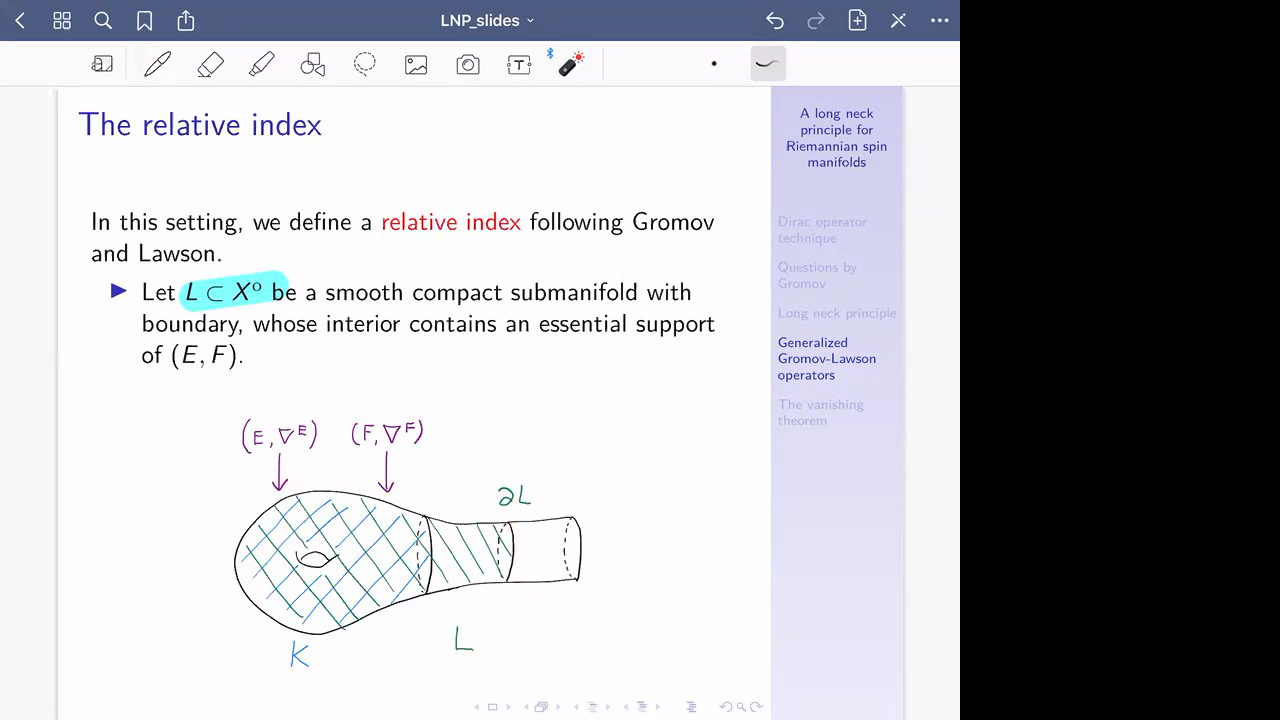 LNP_slides
The relative index
In this setting, we define a relative index following Gromov
and Lawson.
Let L ⊂ X° be a smooth compact submanifold with
boundary, whose interior contains an essential support
of (E, F).
(E, ∇ᴱ) (F, ∇ᶠ)
∂L
L
K
A long neck
principle for
Riemannian spin
manifolds
Dirac operator
technique
Questions by
Gromov
Long neck principle
Generalized
Gromov-Lawson
operators
The vanishing
theorem